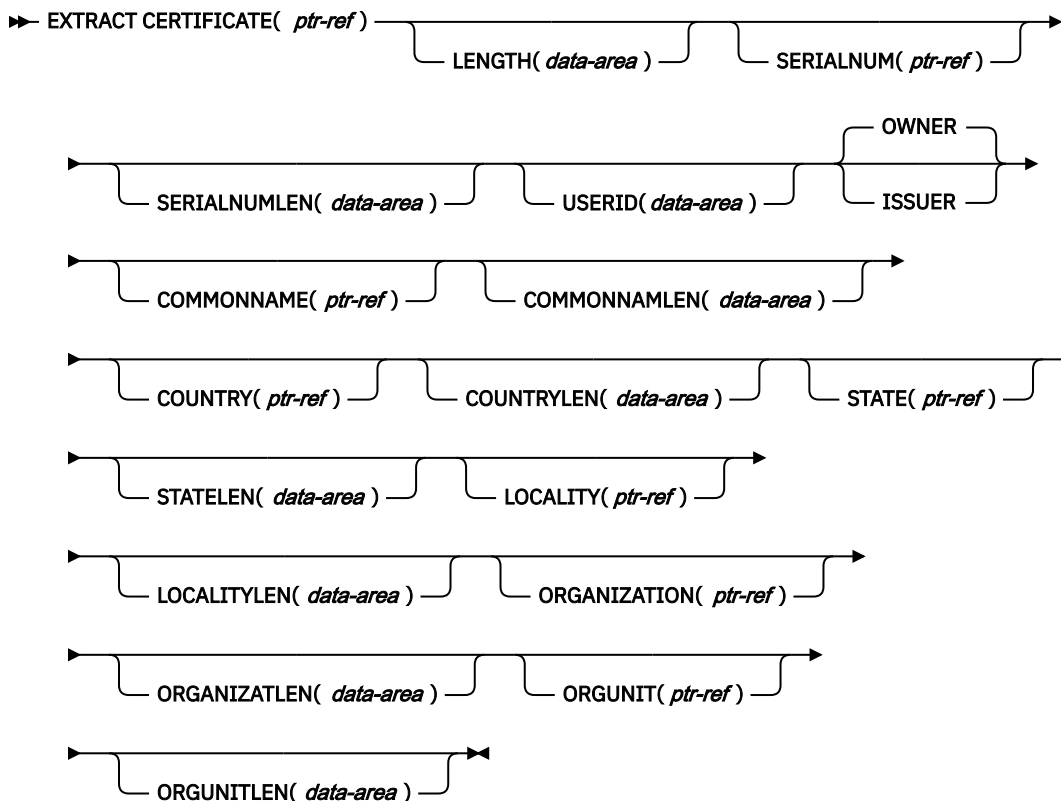 EXTRACT CERTIFICATE( ptr-ref )
LENGTH( data-area ) SERIALNUM( ptr-ref )
OWNER
SERIALNUMLEN( data-area ) USERID( data-area ) ISSUER
COMMONNAME( ptr-ref ) COMMONNAMLEN( data-area )
COUNTRY( ptr-ref ) COUNTRYLEN( data-area ) STATE( ptr-ref )
STATELEN( data-area ) LOCALITY( ptr-ref )
LOCALITYLEN( data-area ) ORGANIZATION( ptr-ref )
ORGANIZATLEN( data-area ) ORGUNIT( ptr-ref )
ORGUNITLEN( data-area )